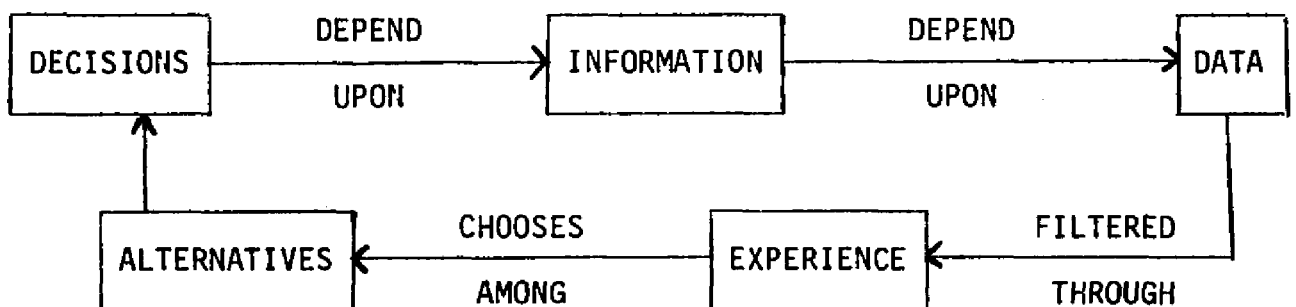 DEPEND DEPEND
DECISIONS INFORMATION DATA
UPON UPON
CHOOSES FILTERED
ALTERNATIVES EXPERIENCE
AMONG THROUGH